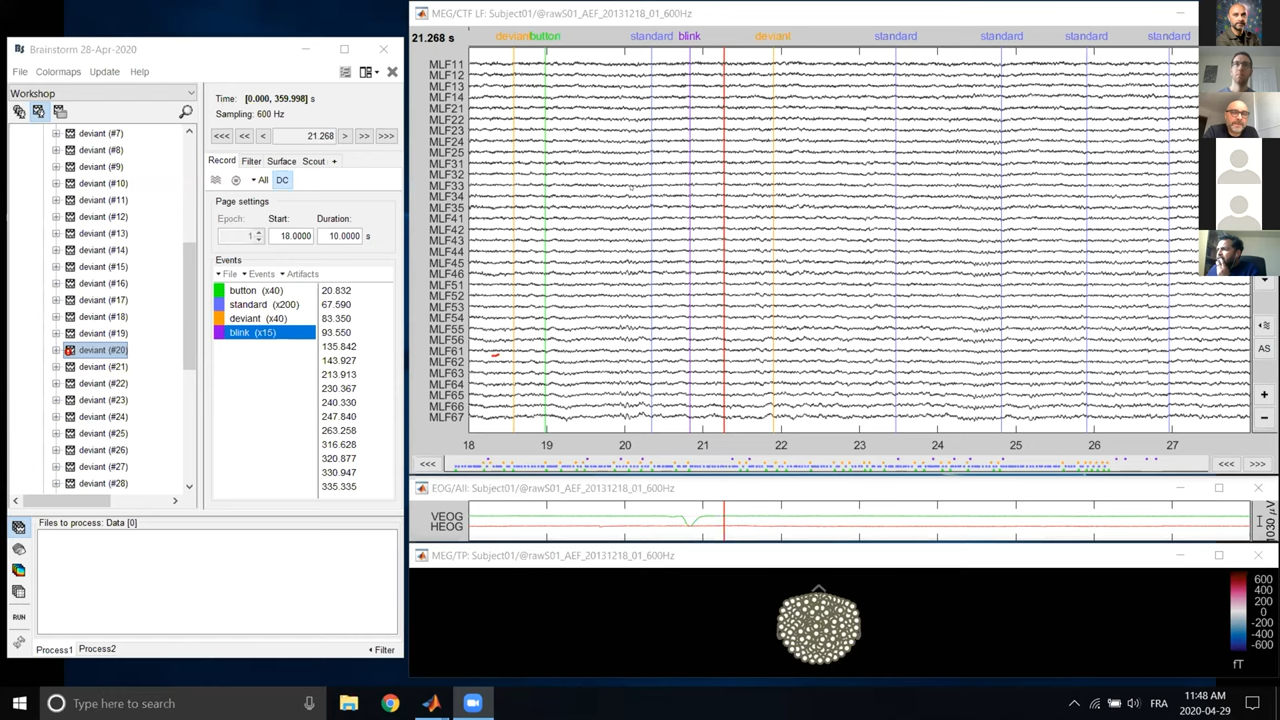 MEG/CTF LF: Subject01/@rawS01_AEF_20131218_01_600Hz
21.268 s
deviant button standard blink deviant standard standard standard standard
Brainstorm 28-Apr-2020
File Colormaps Update Help
Workshop
deviant (#7)
deviant (#8)
deviant (#9)
deviant (#10)
deviant (#11)
deviant (#12)
deviant (#13)
deviant (#14)
deviant (#15)
deviant (#16)
deviant (#17)
deviant (#18)
deviant (#19)
deviant (#20)
deviant (#21)
deviant (#22)
deviant (#23)
deviant (#24)
deviant (#25)
deviant (#26)
deviant (#27)
deviant (#28)
Time: [0.000, 359.998] s
Sampling: 600 Hz
<<< << < 21.268 > >> >>>
Record Filter Surface Scout +
All DC
Page settings
Epoch: Start: Duration:
1 18.0000 10.0000 s
Events
File Events Artifacts
button (x40)
standard (x200)
deviant (x40)
blink (x15)
20.832
67.590
83.350
93.550
135.842
143.927
213.913
230.367
240.330
247.840
263.258
316.628
320.877
330.947
335.335
MLF11
MLF12
MLF13
MLF14
MLF21
MLF22
MLF23
MLF24
MLF25
MLF31
MLF32
MLF33
MLF34
MLF35
MLF41
MLF42
MLF43
MLF44
MLF45
MLF46
MLF51
MLF52
MLF53
MLF54
MLF55
MLF56
MLF61
MLF62
MLF63
MLF64
MLF65
MLF66
MLF67
18 19 20 21 22 23 24 25 26 27
<<< <<< >>>
AS
+
-
EOG/All: Subject01/@rawS01_AEF_20131218_01_600Hz
VEOG
HEOG
1030 µV
MEG/TP: Subject01/@rawS01_AEF_20131218_01_600Hz
600
400
200
0
-200
-400
-600
fT
Files to process: Data [0]
RUN
Process1 Process2
Filter
Type here to search
FRA
11:48 AM
2020-04-29